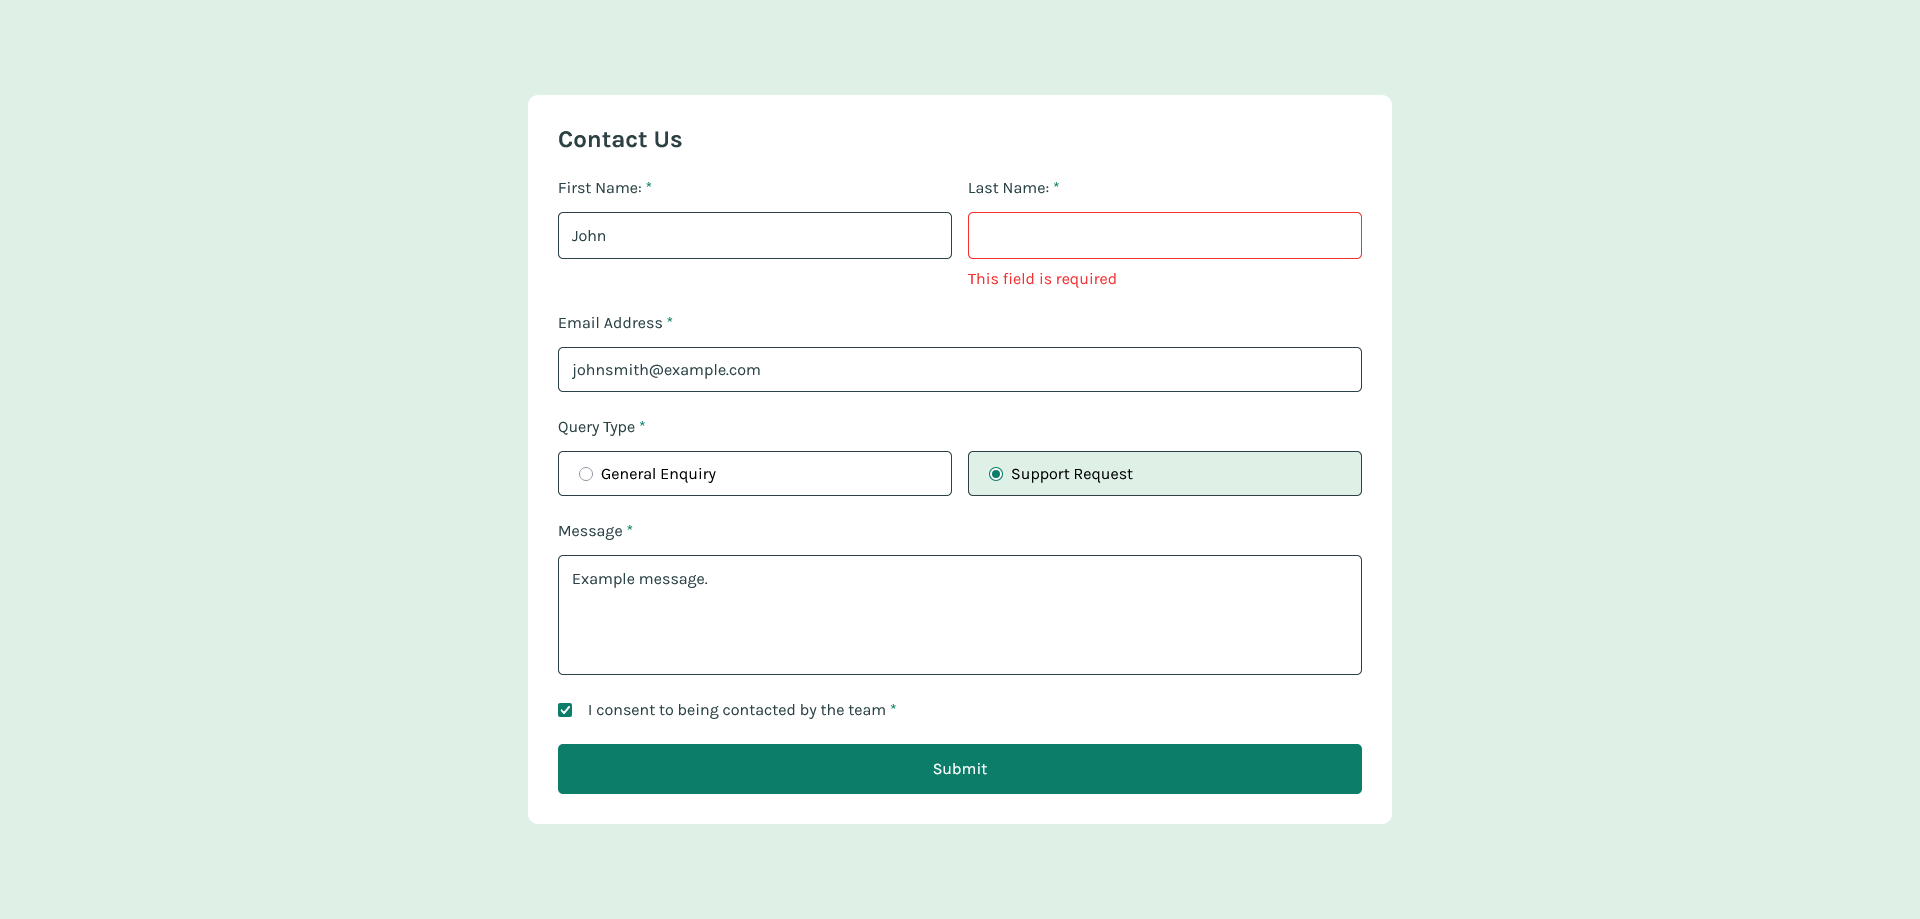 Contact Us
First Name: *
Last Name: *
John
This field is required
Email Address *
johnsmith@example.com
Query Type *
General Enquiry
Support Request
Message *
Example message.
I consent to being contacted by the team *
Submit